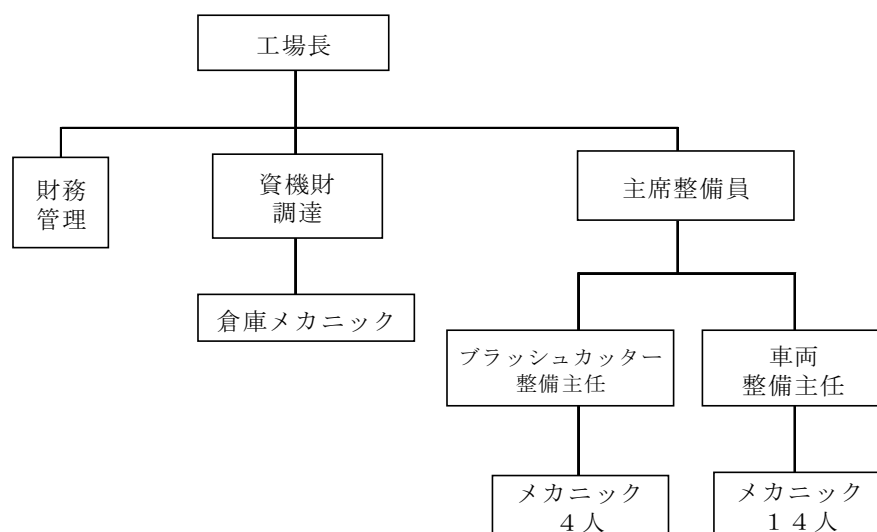 工場長
財務
管理
資機財
調達
主席整備員
倉庫メカニック
ブラッシュカッター
整備主任
車両
整備主任
メカニック
４人
メカニック
１４人